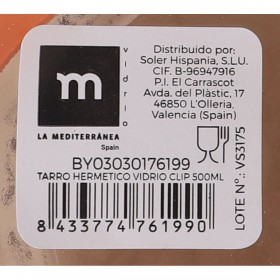 vidrio
m
LA MEDITERRÁNEA
Spain
Distribuido por:
Soler Hispania, S.L.U.
CIF. B-96947916
P.I. El Carrascot
Avda. del Plàstic, 17
46850 L'Olleria,
Valencia (Spain)
LOTE N°.: VS3175
BY03030176199
TARRO HERMETICO VIDRIO CLIP 500ML
8 433774 761990